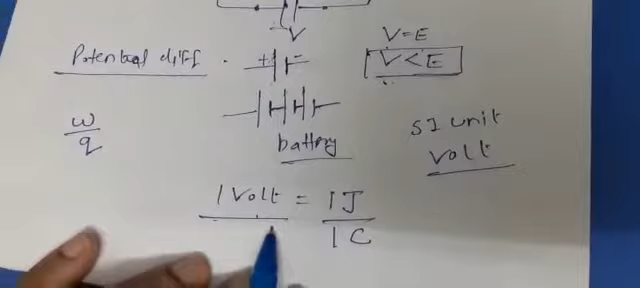 V
V=E
Potential diff . + -
V < E
w/q
battery
SI unit
volt
1 Volt = 1J/1C